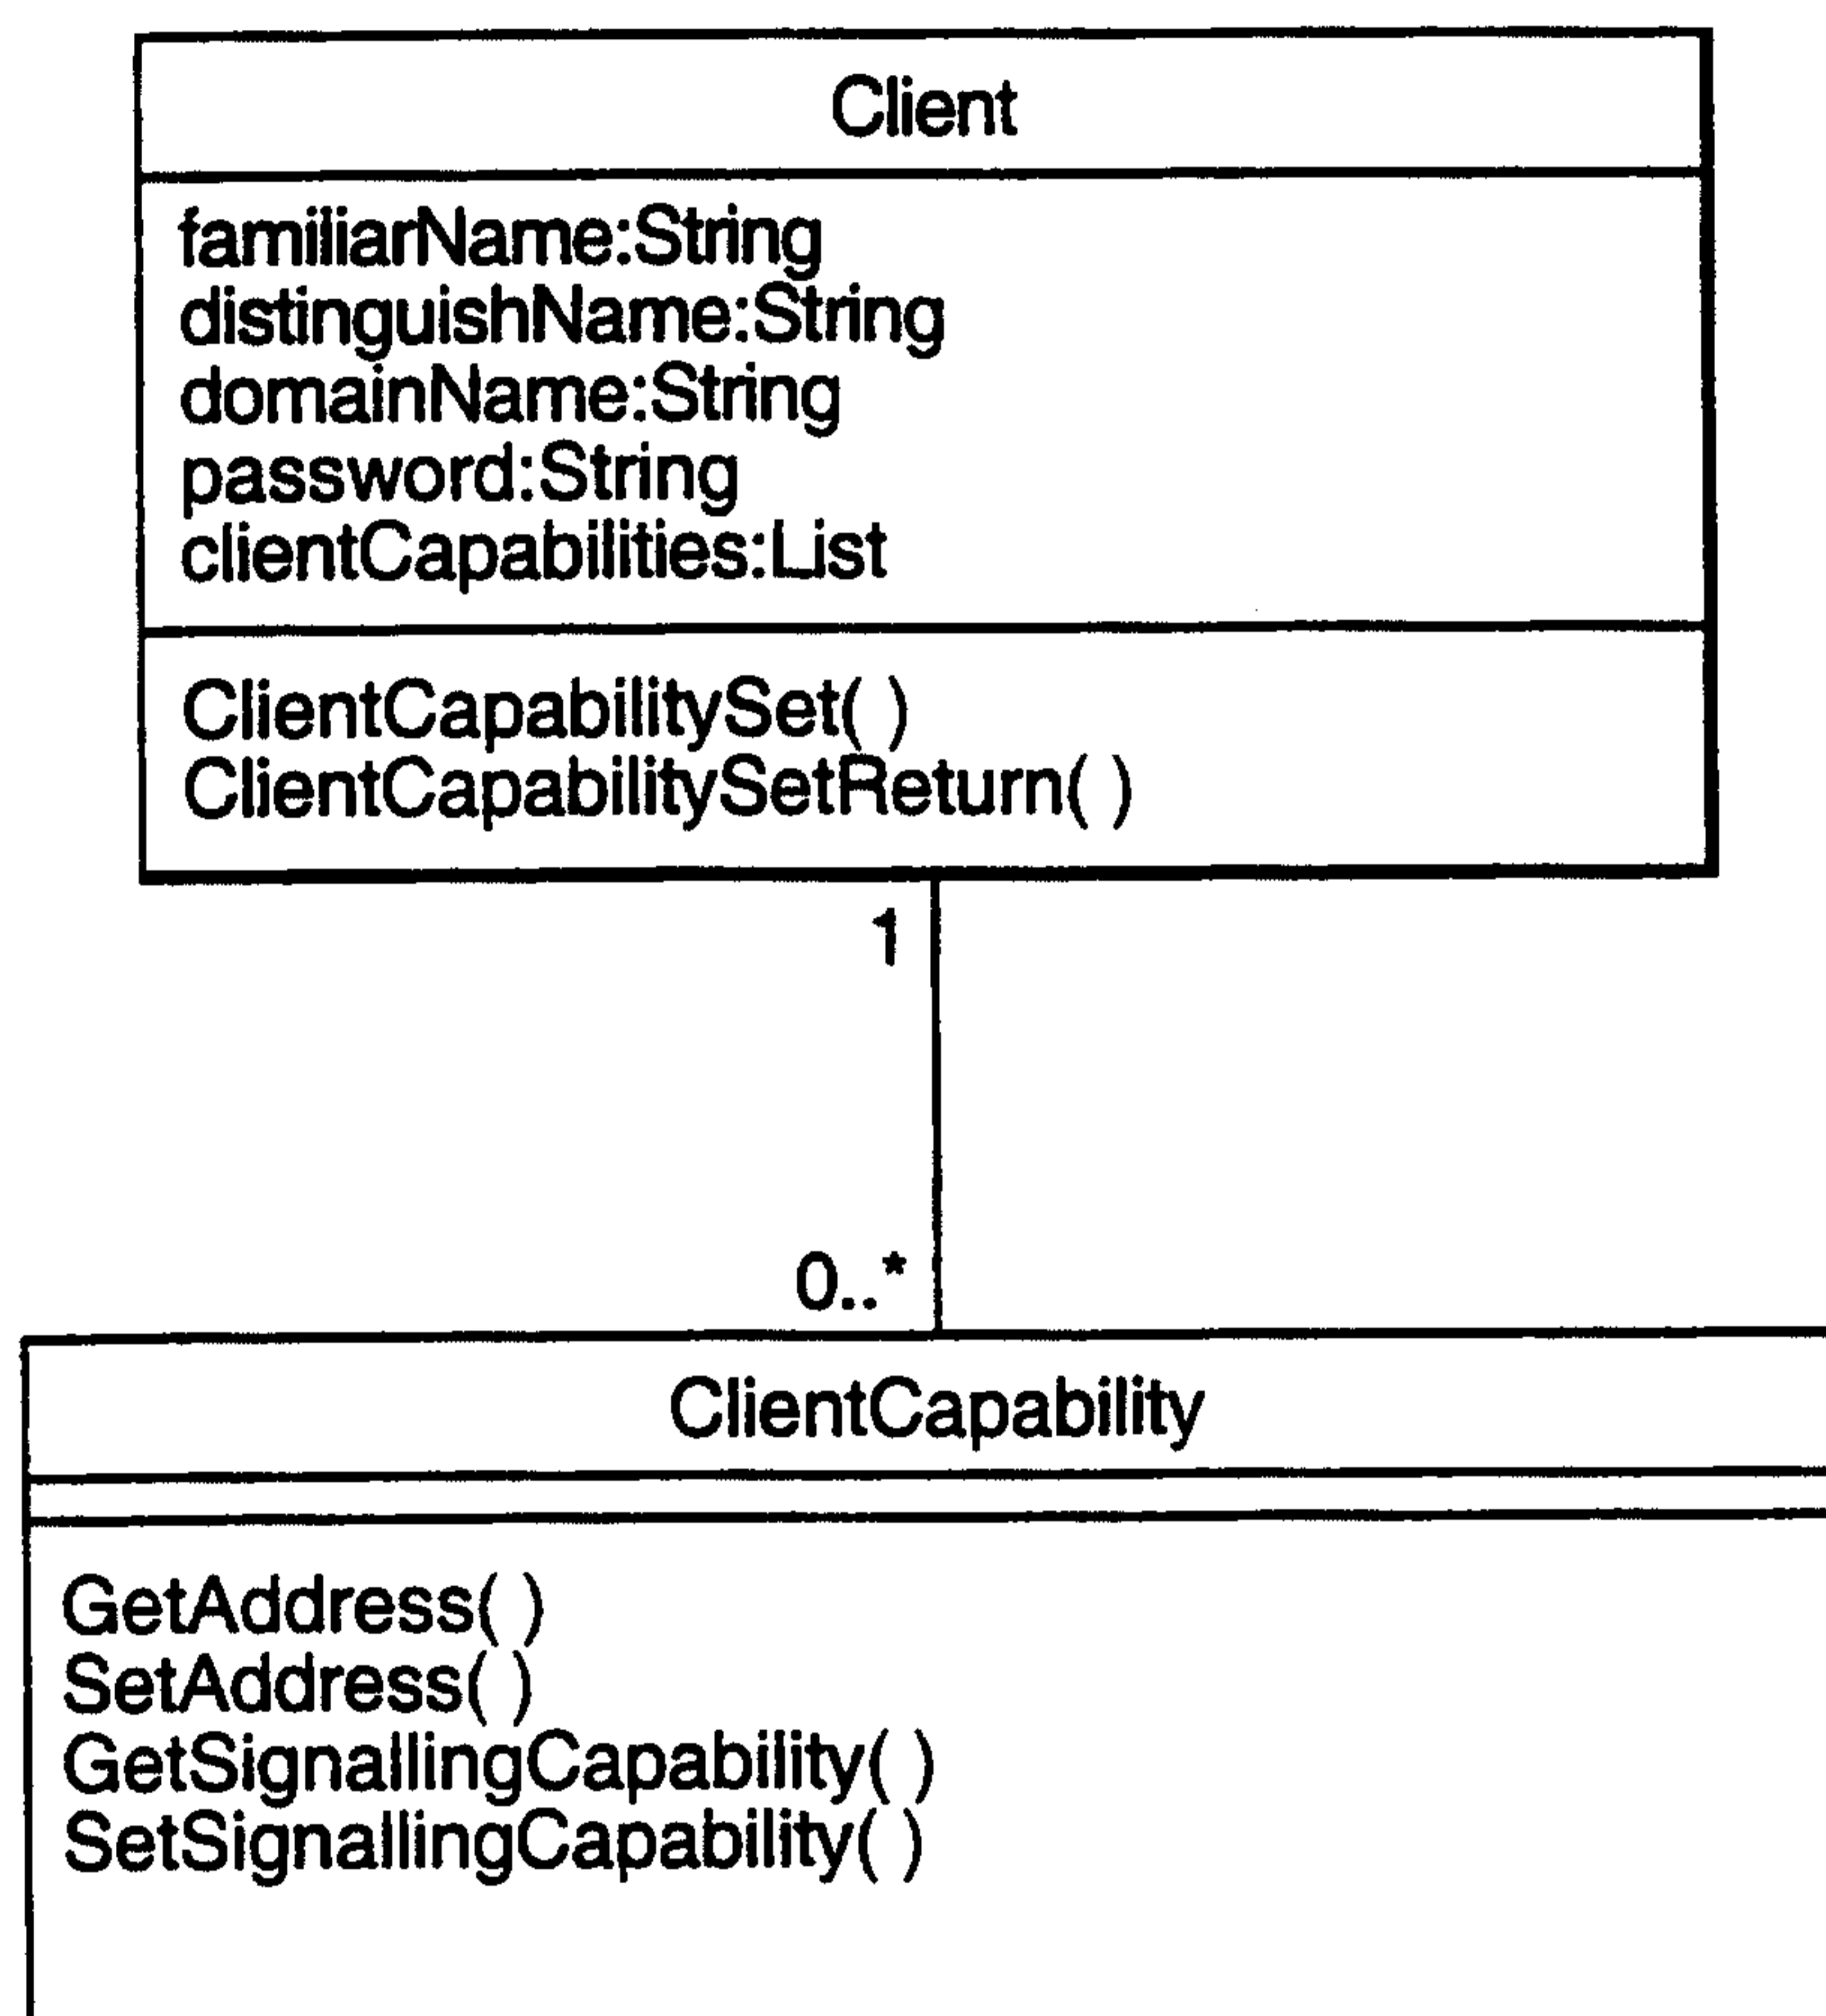 Client
familiarName:String
distinguishName:String
domainName:String
password:String
clientCapabilities:List
ClientCapabilitySet( )
ClientCapabilitySetReturn( )
1
0..*
ClientCapability
GetAddress( )
SetAddress( )
GetSignallingCapability( )
SetSignallingCapability( )